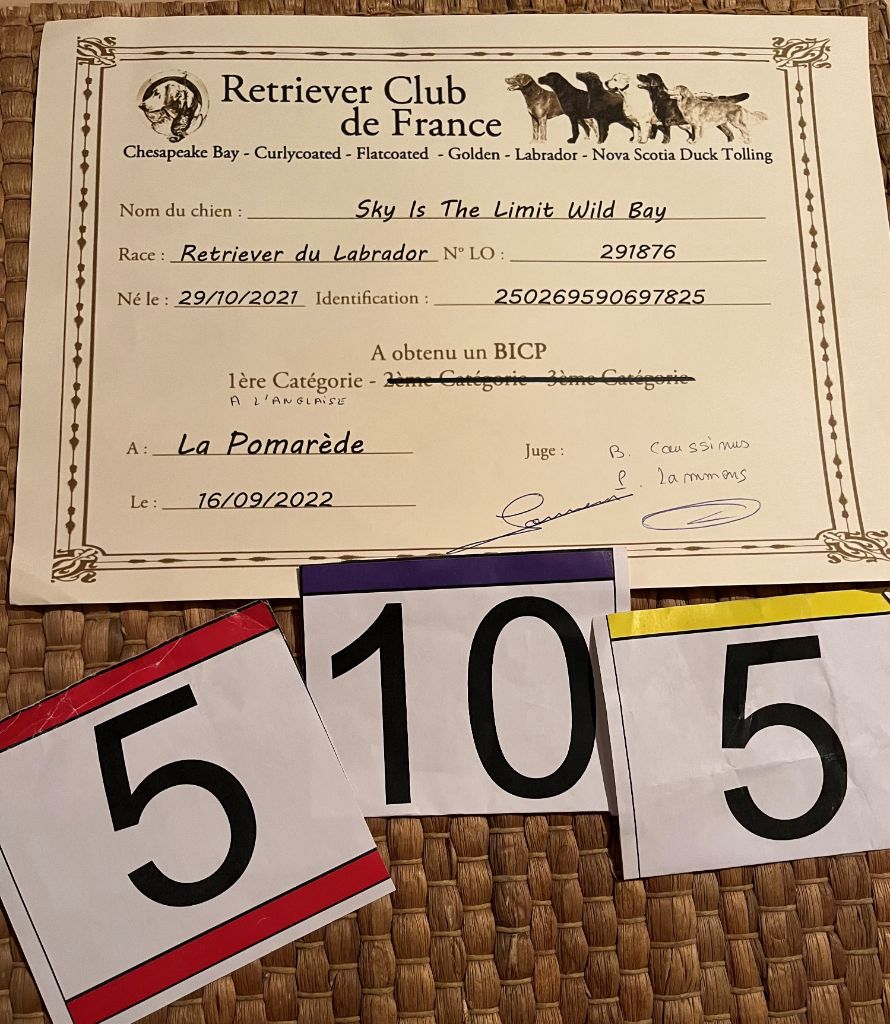 Retriever Club
de France
Chesapeake Bay - Curlycoated - Flatcoated - Golden - Labrador - Nova Scotia Duck Tolling
Nom du chien : Sky Is The Limit Wild Bay
Race : Retriever du Labrador N° LO : 291876
Né le : 29/10/2021 Identification : 250269590697825
A obtenu un BICP
1ère Catégorie - 2ème Catégorie - 3ème Catégorie
A L'ANGLAISE
A : La Pomarède Juge : B. Caussinus
P. Lammens
Le : 16/09/2022
5
10
5